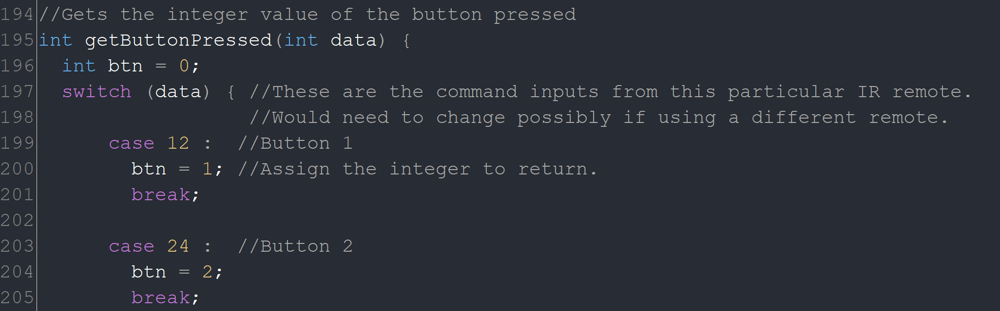 194 //Gets the integer value of the button pressed
195 int getButtonPressed(int data) {
196   int btn = 0;
197   switch (data) { //These are the command inputs from this particular IR remote.
198                   //Would need to change possibly if using a different remote.
199       case 12 :  //Button 1
200         btn = 1; //Assign the integer to return.
201         break;
202
203       case 24 :  //Button 2
204         btn = 2;
205         break;